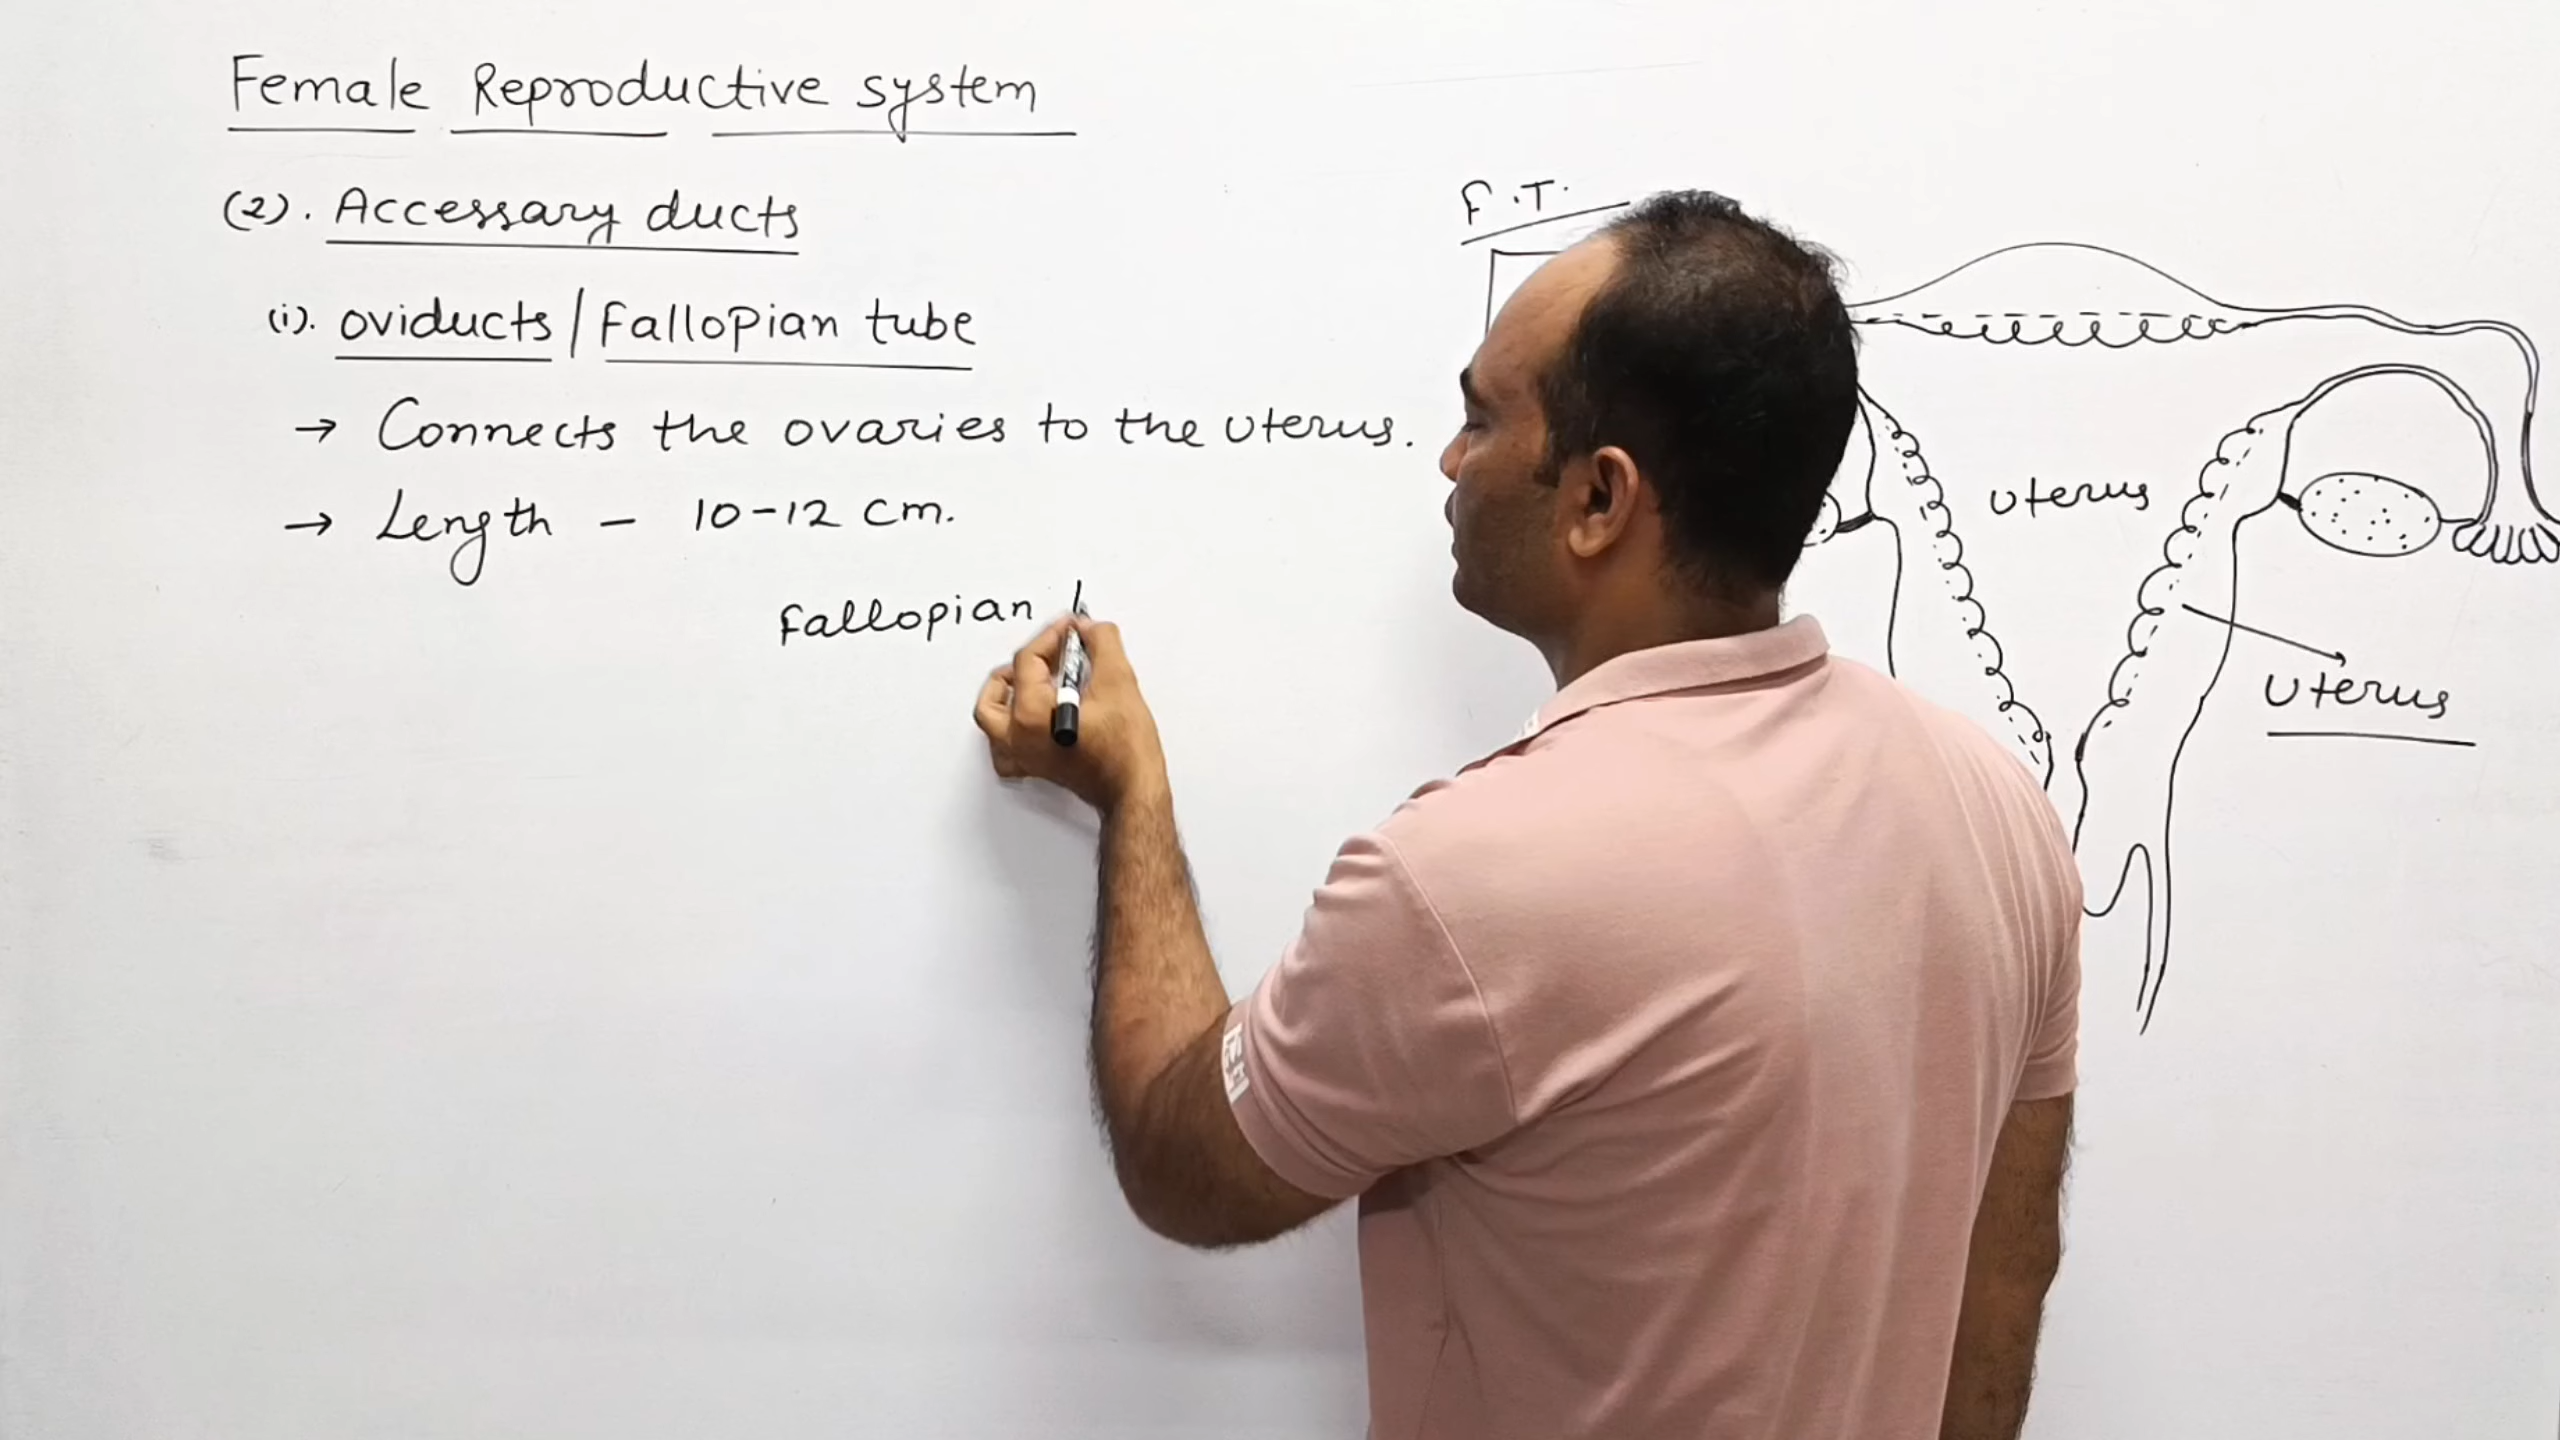 Female Reproductive system
(2). Accessary ducts
(i). oviducts / Fallopian tube
→ Connects the ovaries to the uterus.
→ Length – 10-12 cm.
Fallopian
F.T.
uterus
uterus